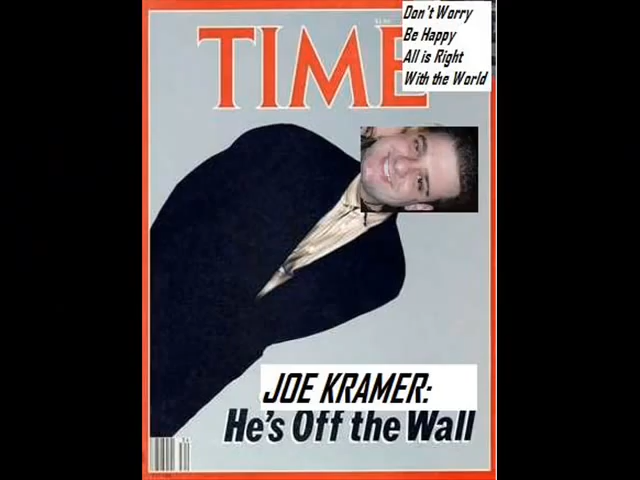 TIME
Don't Worry
Be Happy
All is Right
With the World
JOE KRAMER:
He's Off the Wall